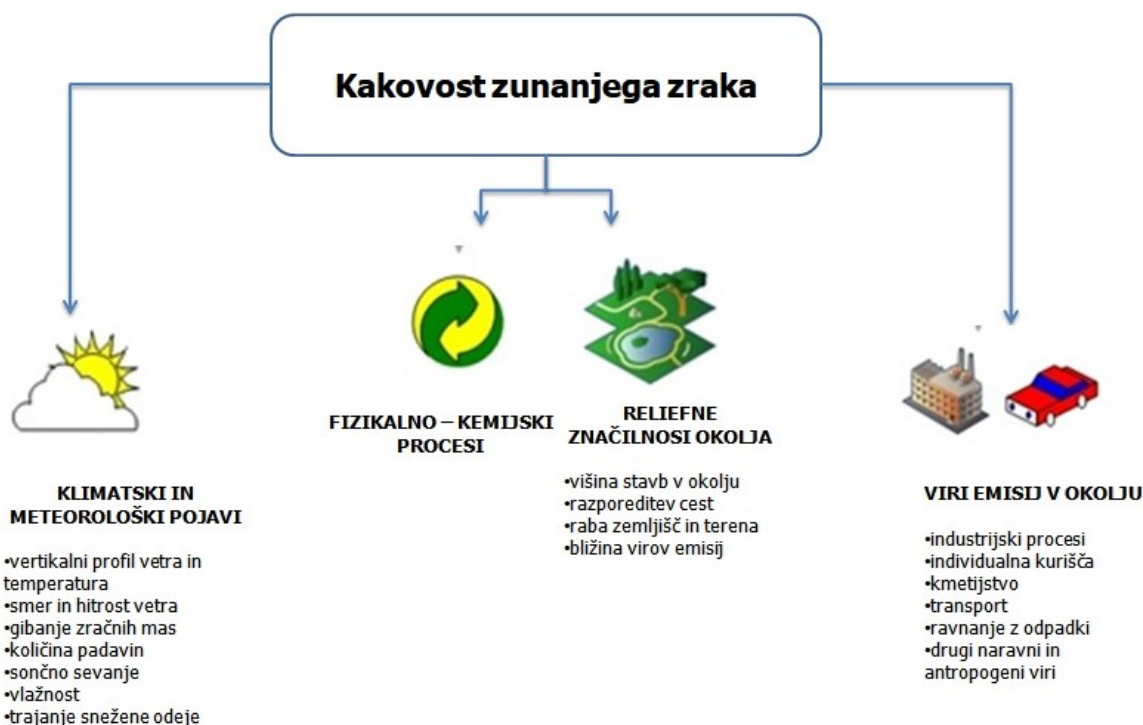 Kakovost zunanjega zraka
KLIMATSKI IN
METEOROLOŠKI POJAVI
•vertikalni profil vetra in
temperatura
•smer in hitrost vetra
•gibanje zračnih mas
•količina padavin
•sončno sevanje
•vlažnost
•trajanje snežene odeje
FIZIKALNO – KEMIJSKI
PROCESI
RELIEFNE
ZNAČILNOSI OKOLJA
•višina stavb v okolju
•razporeditev cest
•raba zemljišč in terena
•bližina virov emisij
VIRI EMISIJ V OKOLJU
•industrijski procesi
•individualna kurišča
•kmetijstvo
•transport
•ravnanje z odpadki
•drugi naravni in
antropogeni viri